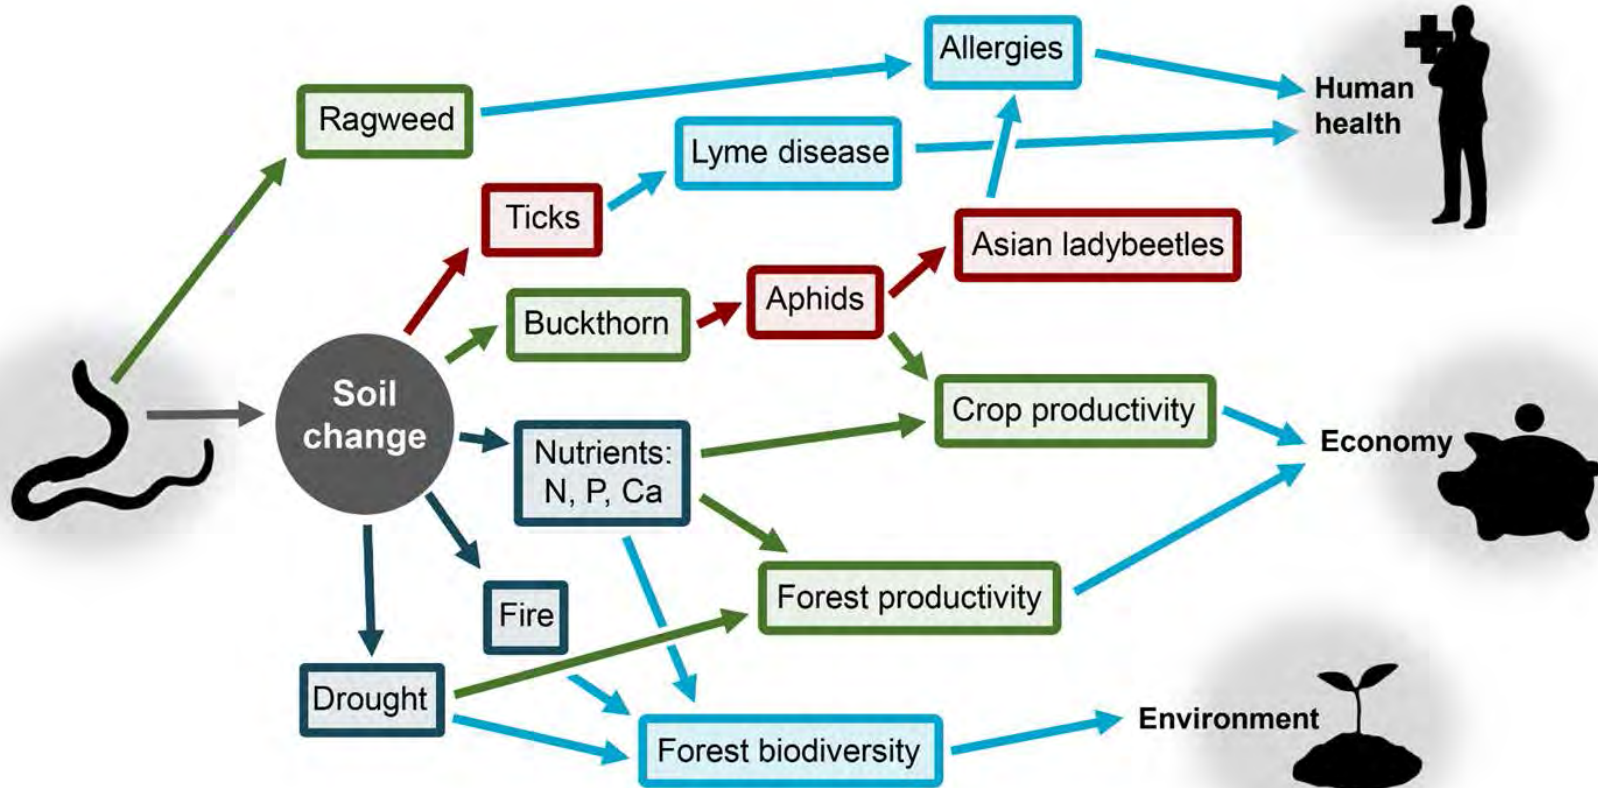 Allergies
Human
health
Ragweed
Lyme disease
Ticks
Asian ladybeetles
Aphids
Buckthorn
Soil
change
Crop productivity
Economy
Nutrients:
N, P, Ca
Forest productivity
Fire
Drought
Forest biodiversity
Environment